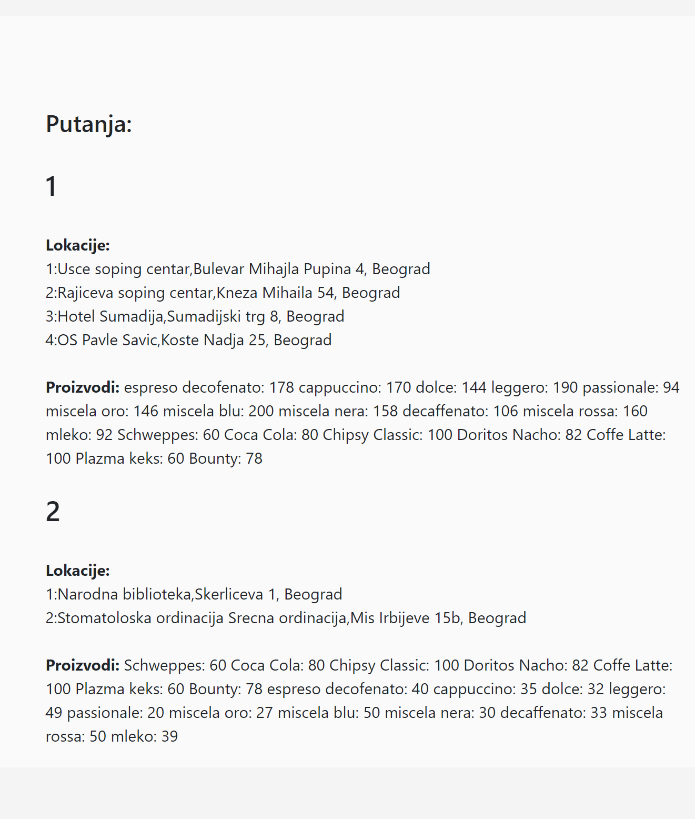 Putanja:
1
Lokacije:
1:Usce soping centar,Bulevar Mihajla Pupina 4, Beograd
2:Rajiceva soping centar,Kneza Mihaila 54, Beograd
3:Hotel Sumadija,Sumadijski trg 8, Beograd
4:OS Pavle Savic,Koste Nadja 25, Beograd
Proizvodi: espreso decofenato: 178 cappuccino: 170 dolce: 144 leggero: 190 passionale: 94
miscela oro: 146 miscela blu: 200 miscela nera: 158 decaffenato: 106 miscela rossa: 160
mleko: 92 Schweppes: 60 Coca Cola: 80 Chipsy Classic: 100 Doritos Nacho: 82 Coffe Latte:
100 Plazma keks: 60 Bounty: 78
2
Lokacije:
1:Narodna biblioteka,Skerliceva 1, Beograd
2:Stomatoloska ordinacija Srecna ordinacija,Mis Irbijeve 15b, Beograd
Proizvodi: Schweppes: 60 Coca Cola: 80 Chipsy Classic: 100 Doritos Nacho: 82 Coffe Latte:
100 Plazma keks: 60 Bounty: 78 espreso decofenato: 40 cappuccino: 35 dolce: 32 leggero:
49 passionale: 20 miscela oro: 27 miscela blu: 50 miscela nera: 30 decaffenato: 33 miscela
rossa: 50 mleko: 39